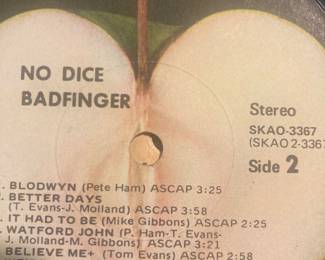 NO DICE
BADFINGER
Stereo
SKAO-3367
(SKAO 2-3367
Side 2
. BLODWYN (Pete Ham) ASCAP 3:25
. BETTER DAYS
(T. Evans-J. Molland) ASCAP 3:58
. IT HAD TO BE (Mike Gibbons) ASCAP 2:25
. WATFORD JOHN (P. Ham-T. Evans-
J. Molland-M. Gibbons) ASCAP 3:21
BELIEVE ME+ (Tom Evans) ASCAP 2:58